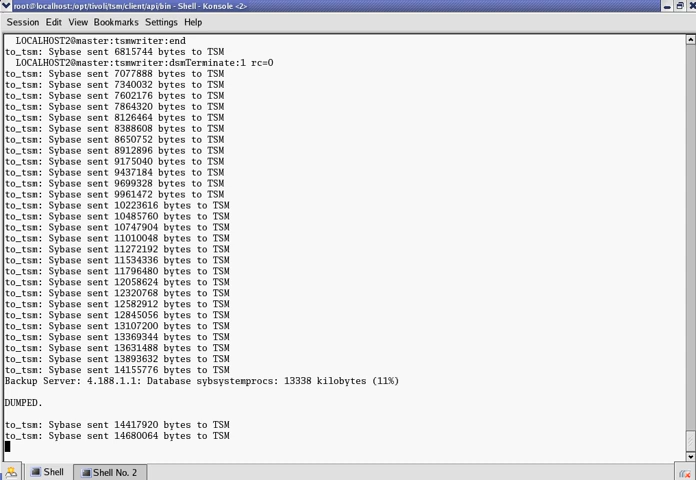 root@localhost:/opt/tivoli/tsm/client/api/bin - Shell - Konsole <2>
Session Edit View Bookmarks Settings Help
LOCALHOST2@master:tsmwriter:end
to_tsm: Sybase sent 6815744 bytes to TSM
LOCALHOST2@master:tsmwriter:dsmTerminate:1 rc=0
to_tsm: Sybase sent 7077888 bytes to TSM
to_tsm: Sybase sent 7340032 bytes to TSM
to_tsm: Sybase sent 7602176 bytes to TSM
to_tsm: Sybase sent 7864320 bytes to TSM
to_tsm: Sybase sent 8126464 bytes to TSM
to_tsm: Sybase sent 8388608 bytes to TSM
to_tsm: Sybase sent 8650752 bytes to TSM
to_tsm: Sybase sent 8912896 bytes to TSM
to_tsm: Sybase sent 9175040 bytes to TSM
to_tsm: Sybase sent 9437184 bytes to TSM
to_tsm: Sybase sent 9699328 bytes to TSM
to_tsm: Sybase sent 9961472 bytes to TSM
to_tsm: Sybase sent 10223616 bytes to TSM
to_tsm: Sybase sent 10485760 bytes to TSM
to_tsm: Sybase sent 10747904 bytes to TSM
to_tsm: Sybase sent 11010048 bytes to TSM
to_tsm: Sybase sent 11272192 bytes to TSM
to_tsm: Sybase sent 11534336 bytes to TSM
to_tsm: Sybase sent 11796480 bytes to TSM
to_tsm: Sybase sent 12058624 bytes to TSM
to_tsm: Sybase sent 12320768 bytes to TSM
to_tsm: Sybase sent 12582912 bytes to TSM
to_tsm: Sybase sent 12845056 bytes to TSM
to_tsm: Sybase sent 13107200 bytes to TSM
to_tsm: Sybase sent 13369344 bytes to TSM
to_tsm: Sybase sent 13631488 bytes to TSM
to_tsm: Sybase sent 13893632 bytes to TSM
to_tsm: Sybase sent 14155776 bytes to TSM
Backup Server: 4.188.1.1: Database sybsystemprocs: 13338 kilobytes (11%)
DUMPED.
to_tsm: Sybase sent 14417920 bytes to TSM
to_tsm: Sybase sent 14680064 bytes to TSM
Shell Shell No. 2